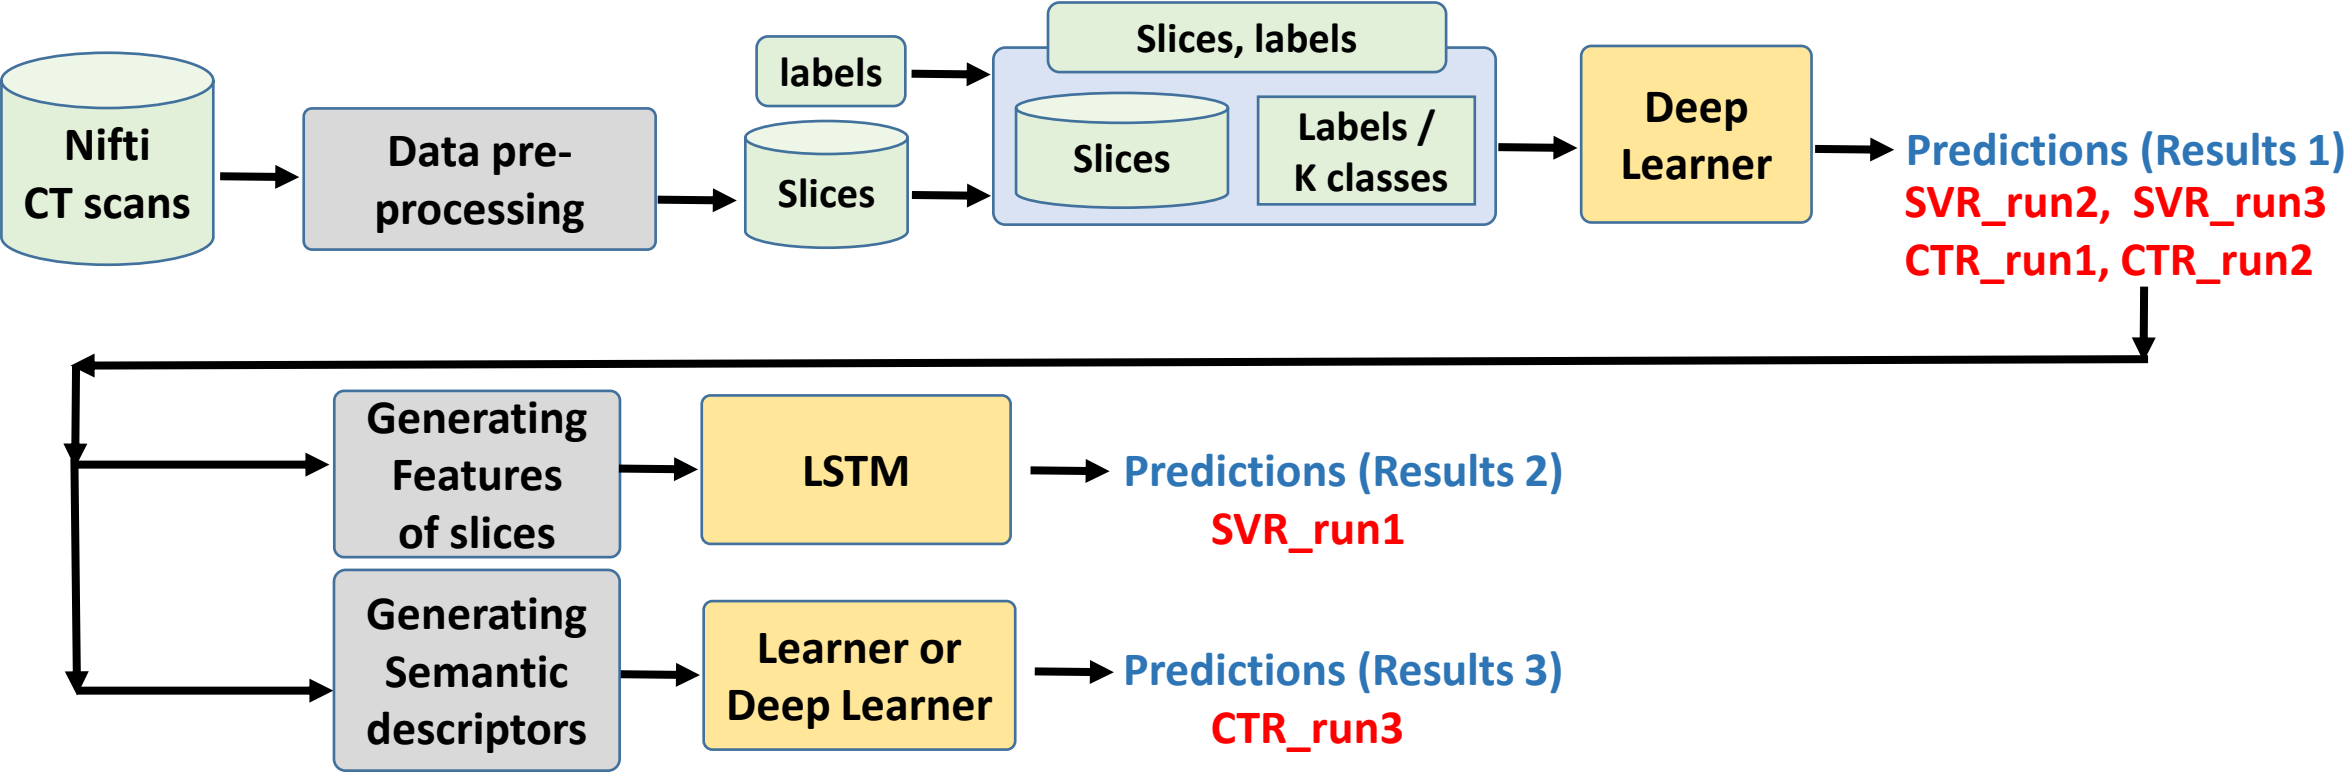 Nifti
CT scans
Data pre-
processing
labels
Slices
Slices, labels
Slices
Labels /
K classes
Deep
Learner
Predictions (Results 1)
SVR_run2, SVR_run3
CTR_run1, CTR_run2
Generating
Features
of slices
LSTM
Predictions (Results 2)
SVR_run1
Generating
Semantic
descriptors
Learner or
Deep Learner
Predictions (Results 3)
CTR_run3